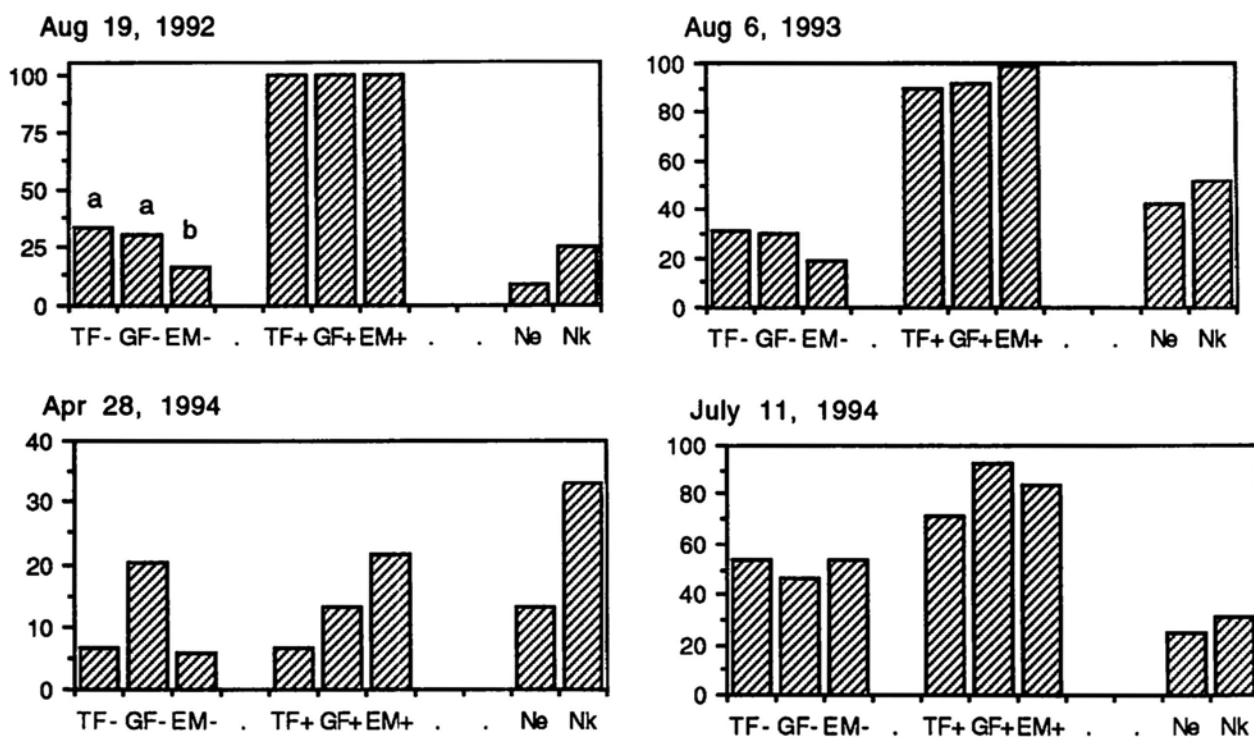 Aug 19, 1992
100
75
50
25
0
a a b
TF- GF- EM- . TF+ GF+ EM+ . . Ne Nk
Aug 6, 1993
100
80
60
40
20
0
TF- GF- EM- . TF+ GF+ EM+ . . Ne Nk
Apr 28, 1994
40
30
20
10
0
TF- GF- EM- . TF+ GF+ EM+ . . Ne Nk
July 11, 1994
100
80
60
40
20
0
TF- GF- EM- . TF+ GF+ EM+ . . Ne Nk